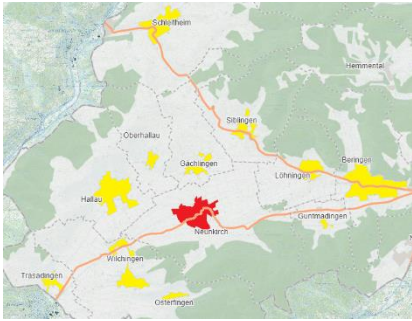 Schleitheim
Hemmental
Siblingen
Oberhallau
Gächlingen
Beringen
Löhningen
Hallau
Guntmadingen
Neunkirch
Wilchingen
Trasadingen
Osterfingen